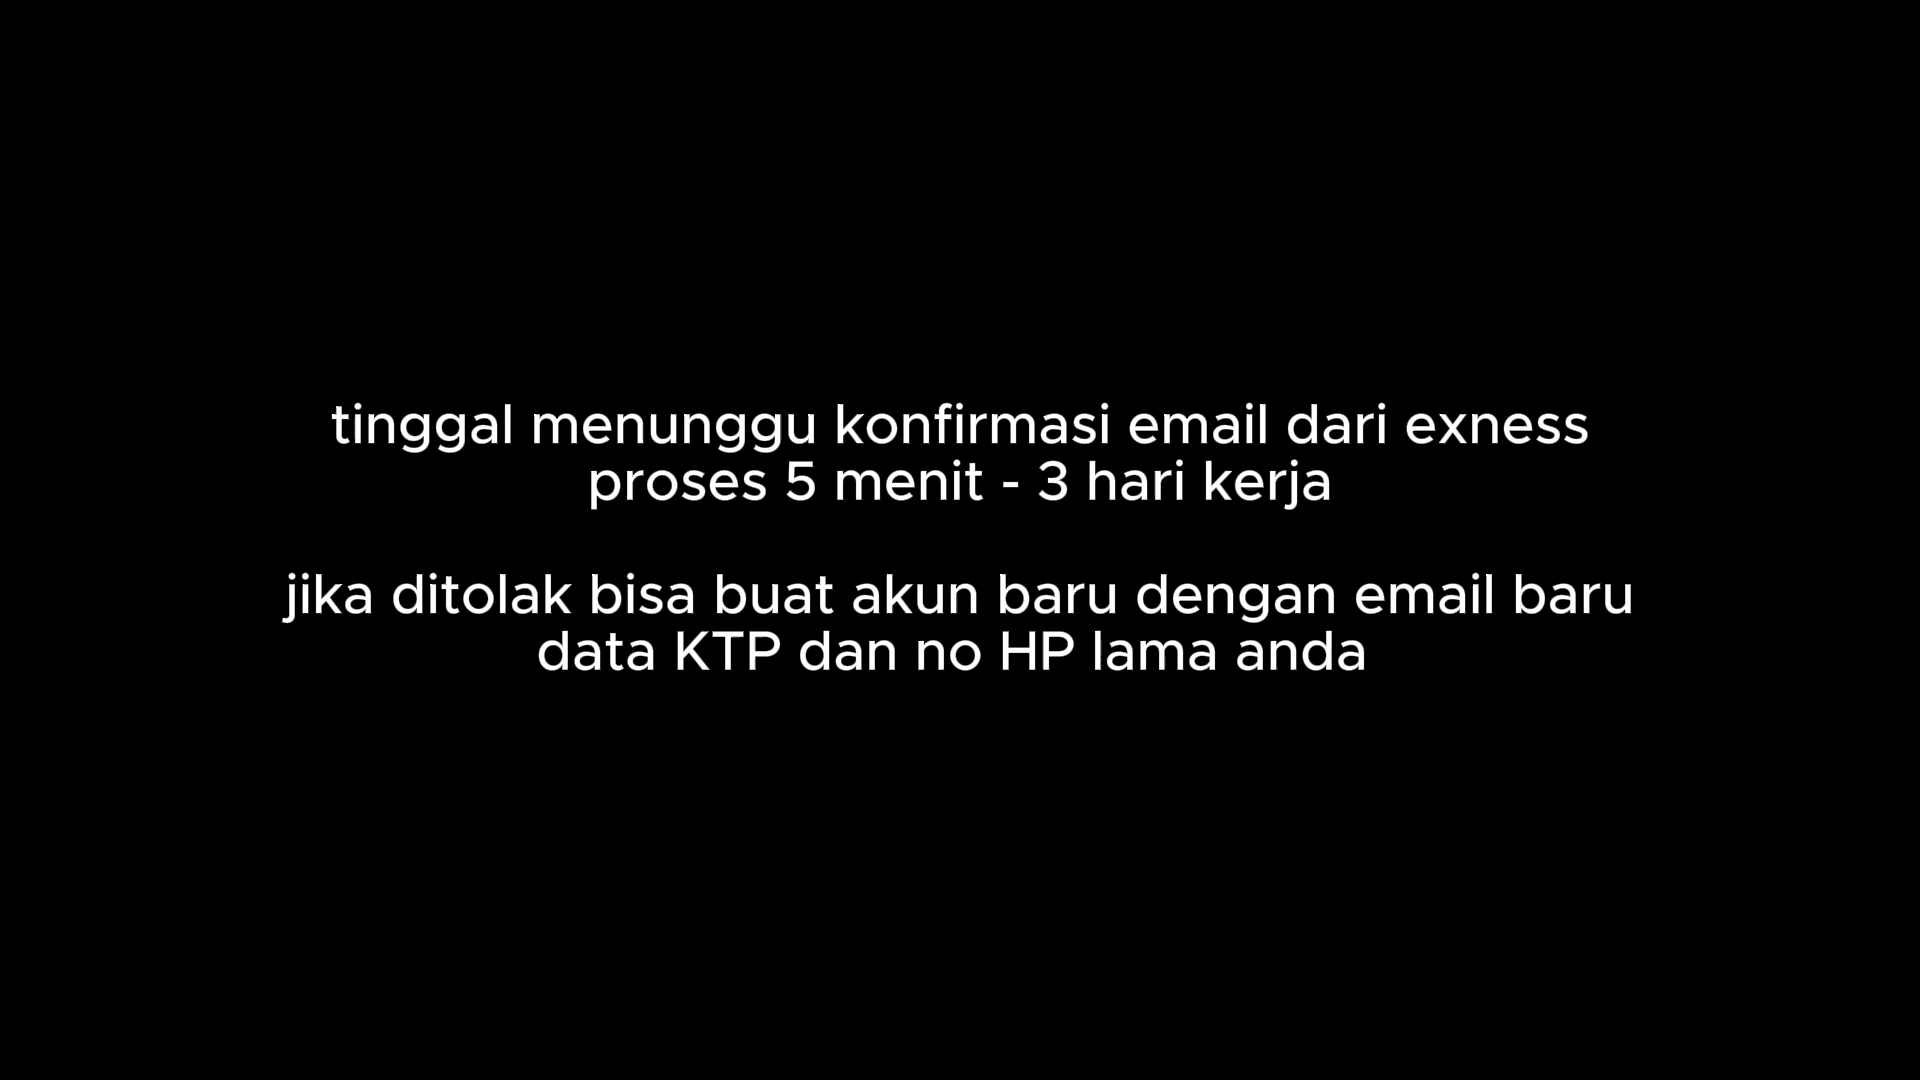 tinggal menunggu konfirmasi email dari exness
proses 5 menit - 3 hari kerja
jika ditolak bisa buat akun baru dengan email baru
data KTP dan no HP lama anda